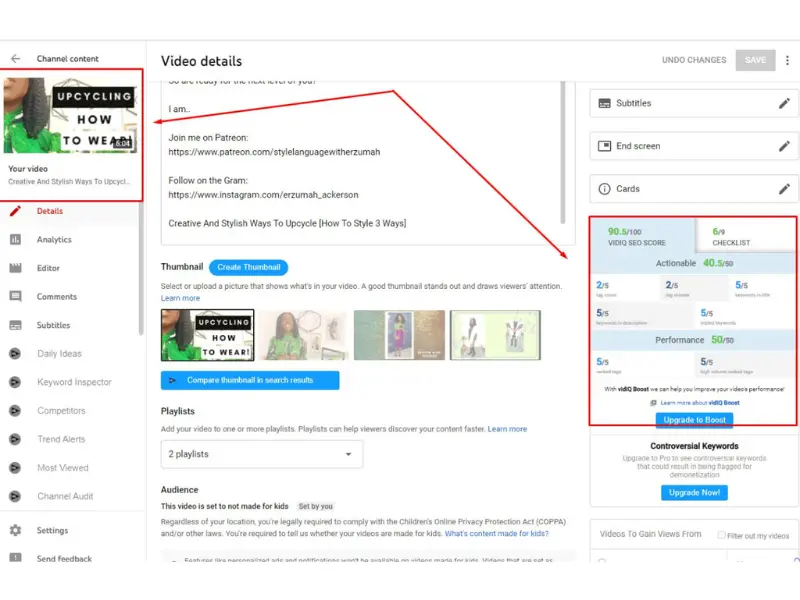 Channel content
UPCYCLING
HOW
TO WEAR!
6:04
Your video
Creative And Stylish Ways To Upcycl...
Details
Analytics
Editor
Comments
Subtitles
Daily Ideas
Keyword Inspector
Competitors
Trend Alerts
Most Viewed
Channel Audit
Settings
Send feedback
Video details
UNDO CHANGES
SAVE
So are ready for the next level of you?
I am..
Join me on Patreon:
https://www.patreon.com/stylelanguagewitherzumah
Follow on the Gram:
https://www.instagram.com/erzumah_ackerson
Creative And Stylish Ways To Upcycle [How To Style 3 Ways]
Thumbnail
Create Thumbnail
Select or upload a picture that shows what's in your video. A good thumbnail stands out and draws viewers' attention.
Learn more
UPCYCLING
HOW
TO WEAR!
Compare thumbnail in search results
Playlists
Add your video to one or more playlists. Playlists can help viewers discover your content faster. Learn more
2 playlists
Audience
This video is set to not made for kids Set by you
Regardless of your location, you're legally required to comply with the Children's Online Privacy Protection Act (COPPA)
and/or other laws. You're required to tell us whether your videos are made for kids. What's content made for kids?
Features like personalized ads and notifications won't be available on videos made for kids. Videos that are set as
Subtitles
End screen
Cards
90.5/100
VIDIQ SEO SCORE
6/9
CHECKLIST
Actionable 40.5/50
2/5
tag count
2/5
tag volume
5/5
keywords in title
5/5
keywords in description
5/5
tripled keywords
Performance 50/50
5/5
ranked tags
5/5
high volume ranked tags
With vidIQ Boost we can help you improve your video's performance!
Learn more about vidIQ Boost
Upgrade to Boost
Controversial Keywords
Upgrade to Pro to see controversial keywords
that could result in being flagged for
demonetization
Upgrade Now!
Videos To Gain Views From
Filter out my videos